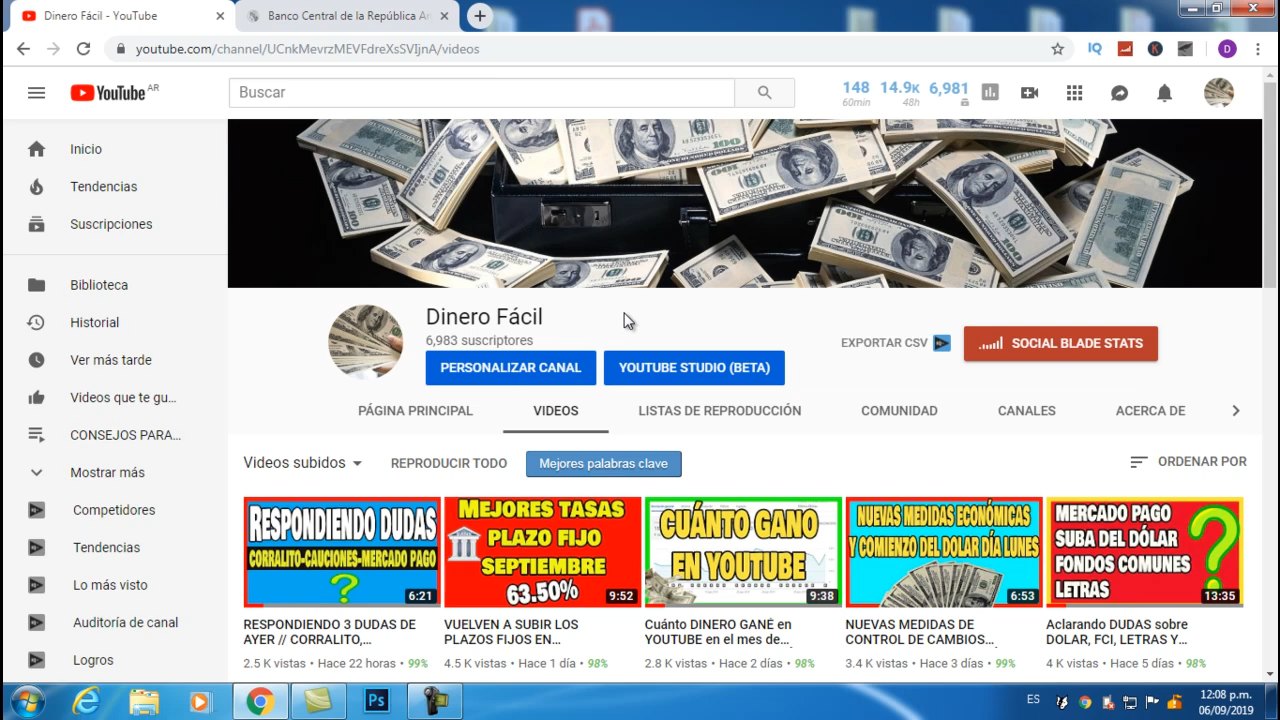 Dinero Fácil - YouTube
Banco Central de la República Ar
youtube.com/channel/UCnkMevrzMEVFdreXsSVIjnA/videos
IQ
K
D
YouTube AR
Buscar
148 14.9K 6,981
60min 48h
Inicio
Tendencias
Suscripciones
Biblioteca
Historial
Ver más tarde
Videos que te gu...
CONSEJOS PARA...
Mostrar más
Competidores
Tendencias
Lo más visto
Auditoría de canal
Logros
Dinero Fácil
6,983 suscriptores
PERSONALIZAR CANAL
YOUTUBE STUDIO (BETA)
EXPORTAR CSV
SOCIAL BLADE STATS
PÁGINA PRINCIPAL VIDEOS LISTAS DE REPRODUCCIÓN COMUNIDAD CANALES ACERCA DE
Videos subidos
REPRODUCIR TODO
Mejores palabras clave
ORDENAR POR
RESPONDIENDO DUDAS
CORRALITO-CAUCIONES-MERCADO PAGO
?
6:21
RESPONDIENDO 3 DUDAS DE
AYER // CORRALITO,...
2.5 K vistas • Hace 22 horas • 99%
MEJORES TASAS
PLAZO FIJO
SEPTIEMBRE
63.50%
9:52
VUELVEN A SUBIR LOS
PLAZOS FIJOS EN...
4.5 K vistas • Hace 1 día • 98%
CUÁNTO GANO
EN YOUTUBE
9:38
Cuánto DINERO GANÉ en
YOUTUBE en el mes de...
2.8 K vistas • Hace 2 días • 98%
NUEVAS MEDIDAS ECONÓMICAS
Y COMIENZO DEL DOLAR DÍA LUNES
6:53
NUEVAS MEDIDAS DE
CONTROL DE CAMBIOS...
3.4 K vistas • Hace 3 días • 99%
MERCADO PAGO
SUBA DEL DÓLAR
FONDOS COMUNES
LETRAS
?
13:35
Aclarando DUDAS sobre
DOLAR, FCI, LETRAS Y...
4 K vistas • Hace 5 días • 98%
Ps
ES
12:08 p.m.
06/09/2019